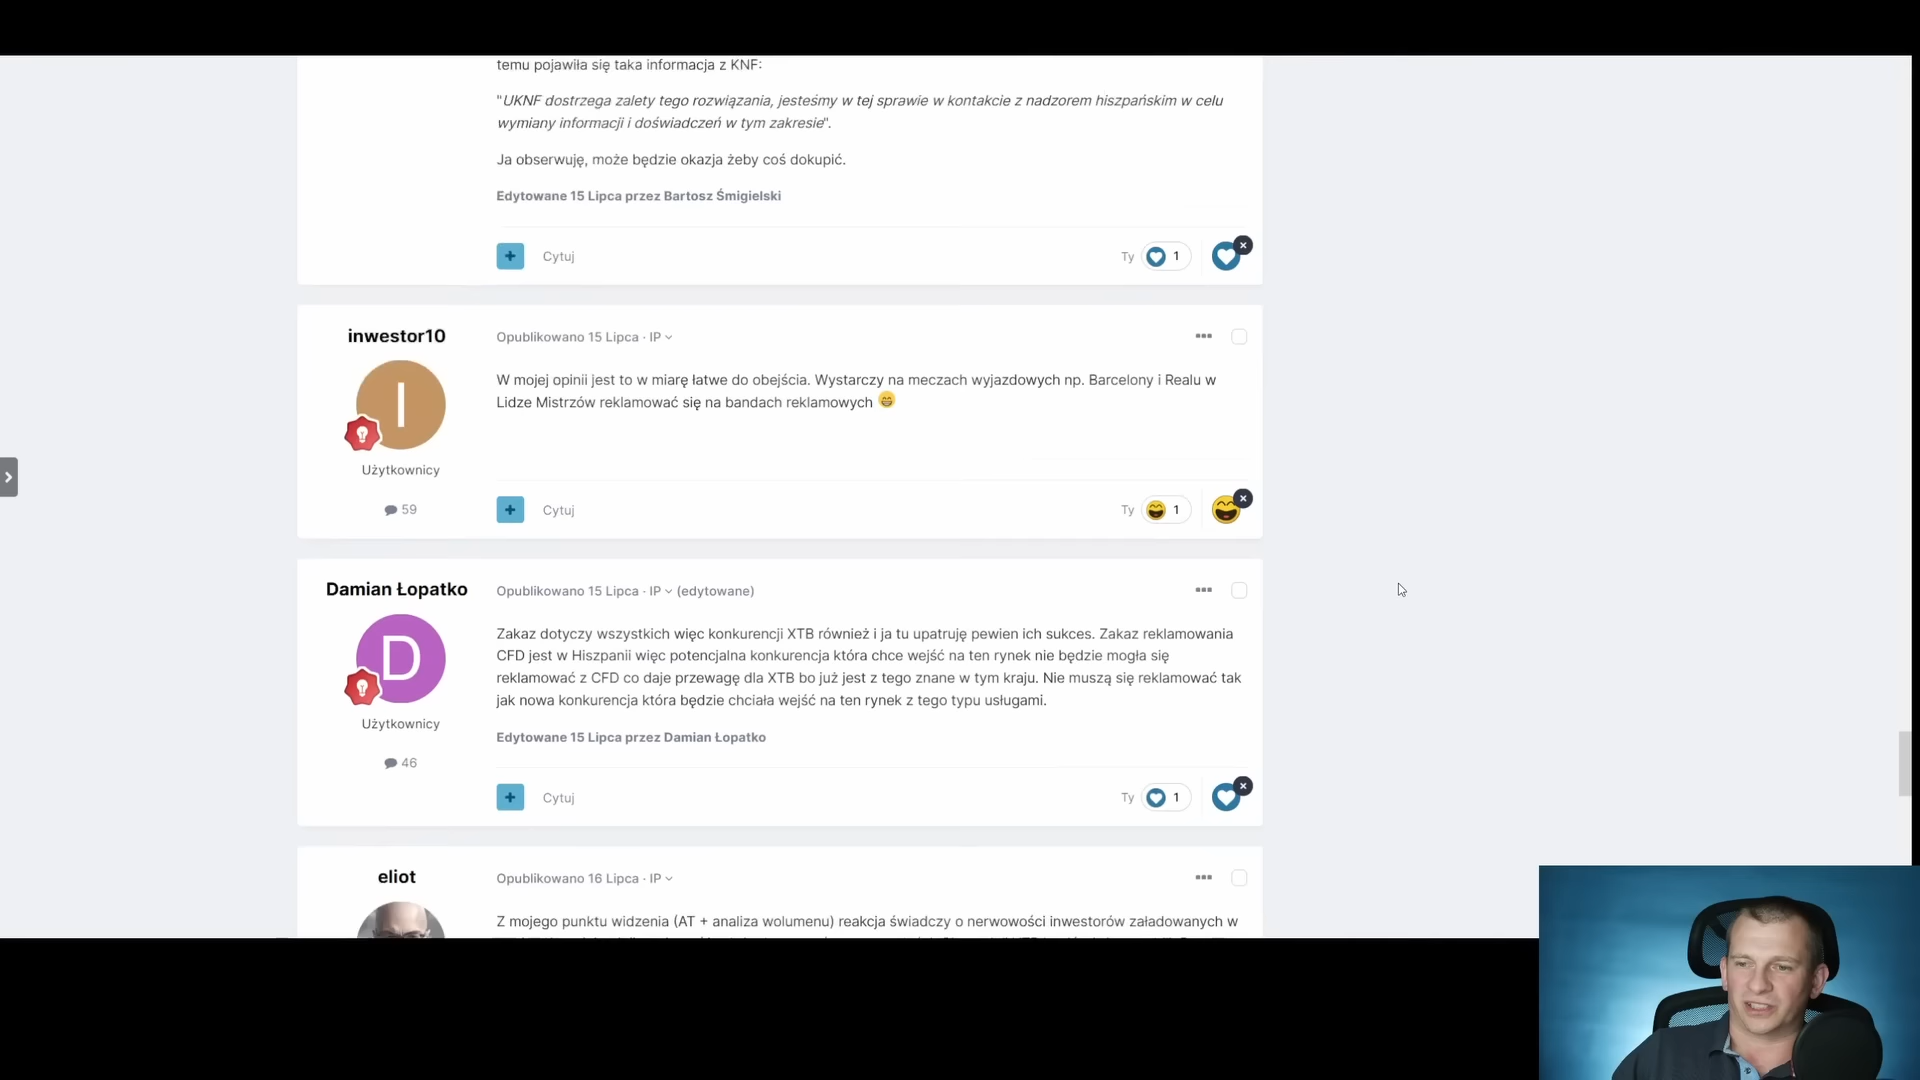 temu pojawiła się taka informacja z KNF:
"UKNF dostrzega zalety tego rozwiązania, jesteśmy w tej sprawie w kontakcie z nadzorem hiszpańskim w celu
wymiany informacji i doświadczeń w tym zakresie".
Ja obserwuję, może będzie okazja żeby coś dokupić.
Edytowane 15 Lipca przez Bartosz Śmigielski
+ Cytuj
Ty 1
inwestor10
Opublikowano 15 Lipca · IP
W mojej opinii jest to w miarę łatwe do obejścia. Wystarczy na meczach wyjazdowych np. Barcelony i Realu w
Lidze Mistrzów reklamować się na bandach reklamowych
I
Użytkownicy
59
+ Cytuj
Ty 1
Damian Łopatko
Opublikowano 15 Lipca · IP (edytowane)
Zakaz dotyczy wszystkich więc konkurencji XTB również i ja tu upatruję pewien ich sukces. Zakaz reklamowania
CFD jest w Hiszpanii więc potencjalna konkurencja która chce wejść na ten rynek nie będzie mogła się
reklamować z CFD co daje przewagę dla XTB bo już jest z tego znane w tym kraju. Nie muszą się reklamować tak
jak nowa konkurencja która będzie chciała wejść na ten rynek z tego typu usługami.
D
Użytkownicy
46
Edytowane 15 Lipca przez Damian Łopatko
+ Cytuj
Ty 1
eliot
Opublikowano 16 Lipca · IP
Z mojego punktu widzenia (AT + analiza wolumenu) reakcja świadczy o nerwowości inwestorów załadowanych w